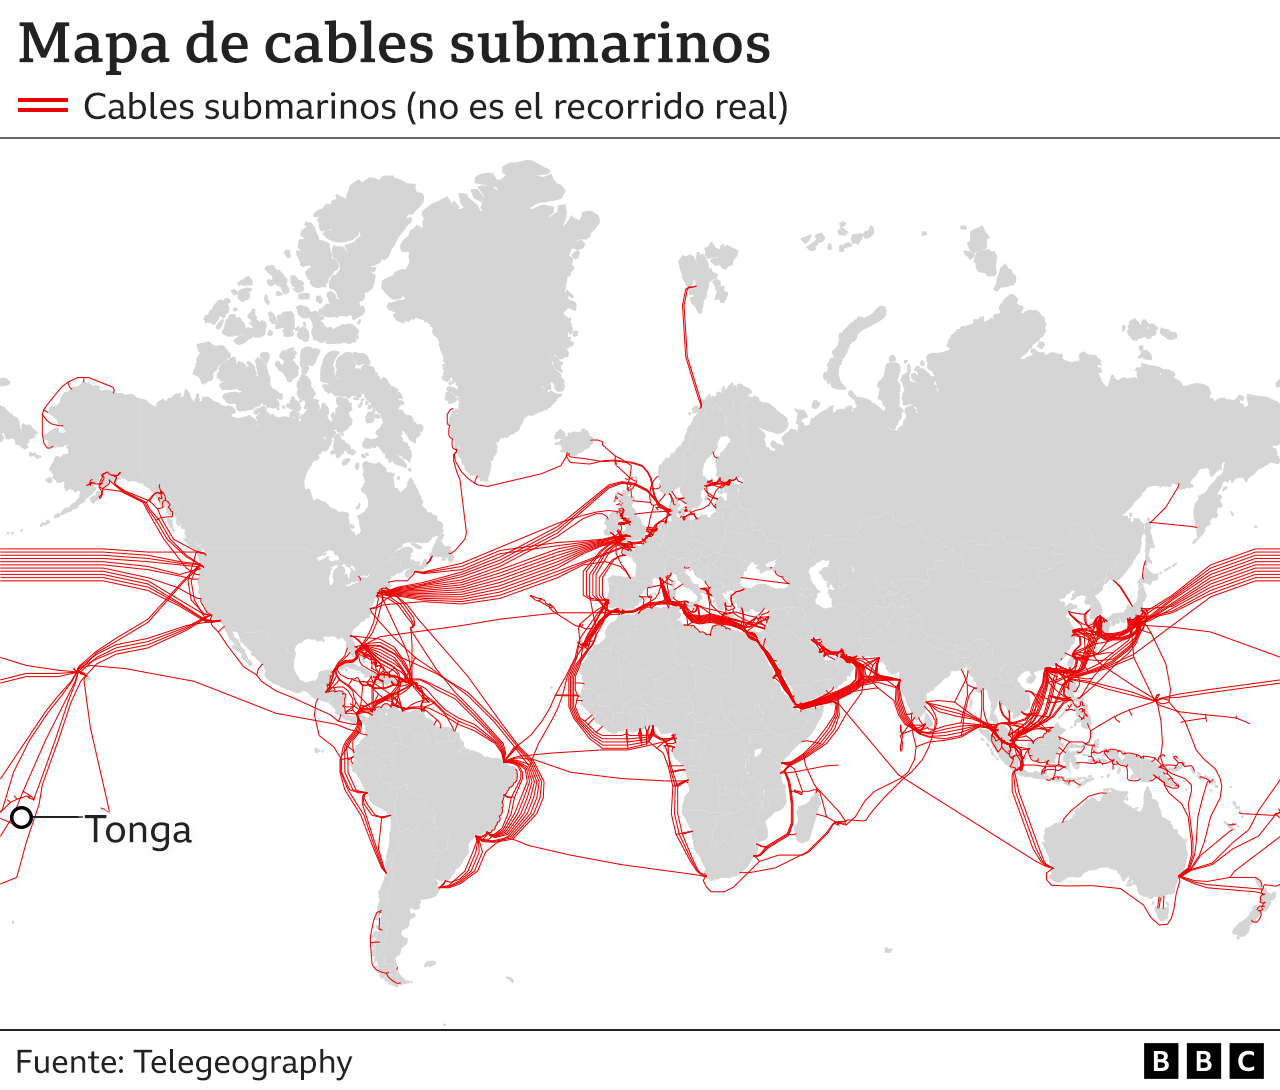 Mapa de cables submarinos
Cables submarinos (no es el recorrido real)
Tonga
Fuente: Telegeography
BBC